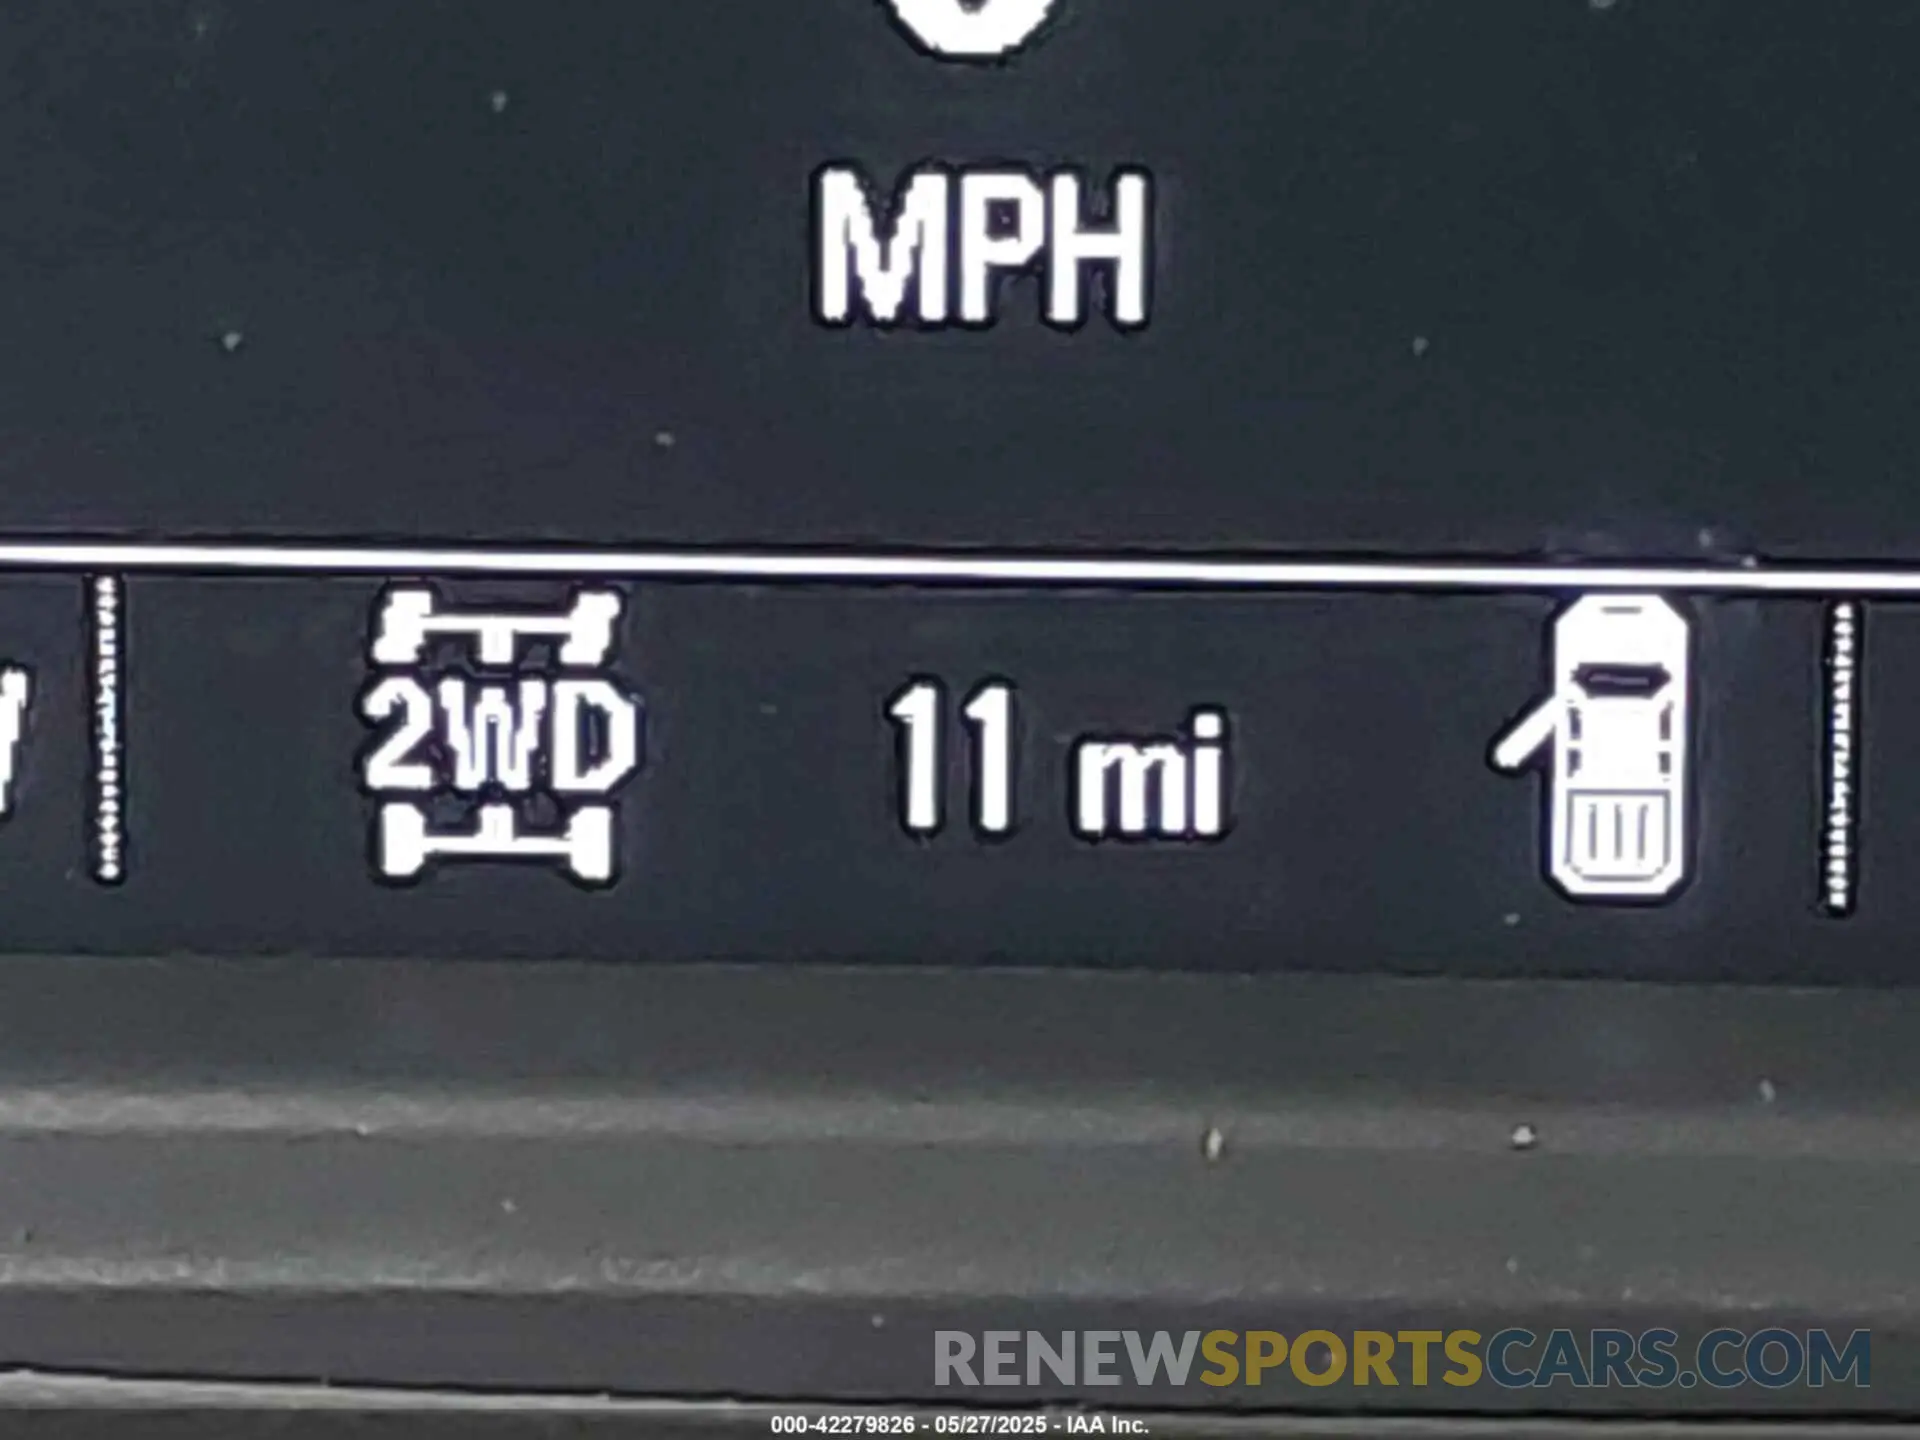 MPH
2WD
11 mi
RENEWSPORTSCARS.COM
000-42279826 - 05/27/2025 - IAA Inc.